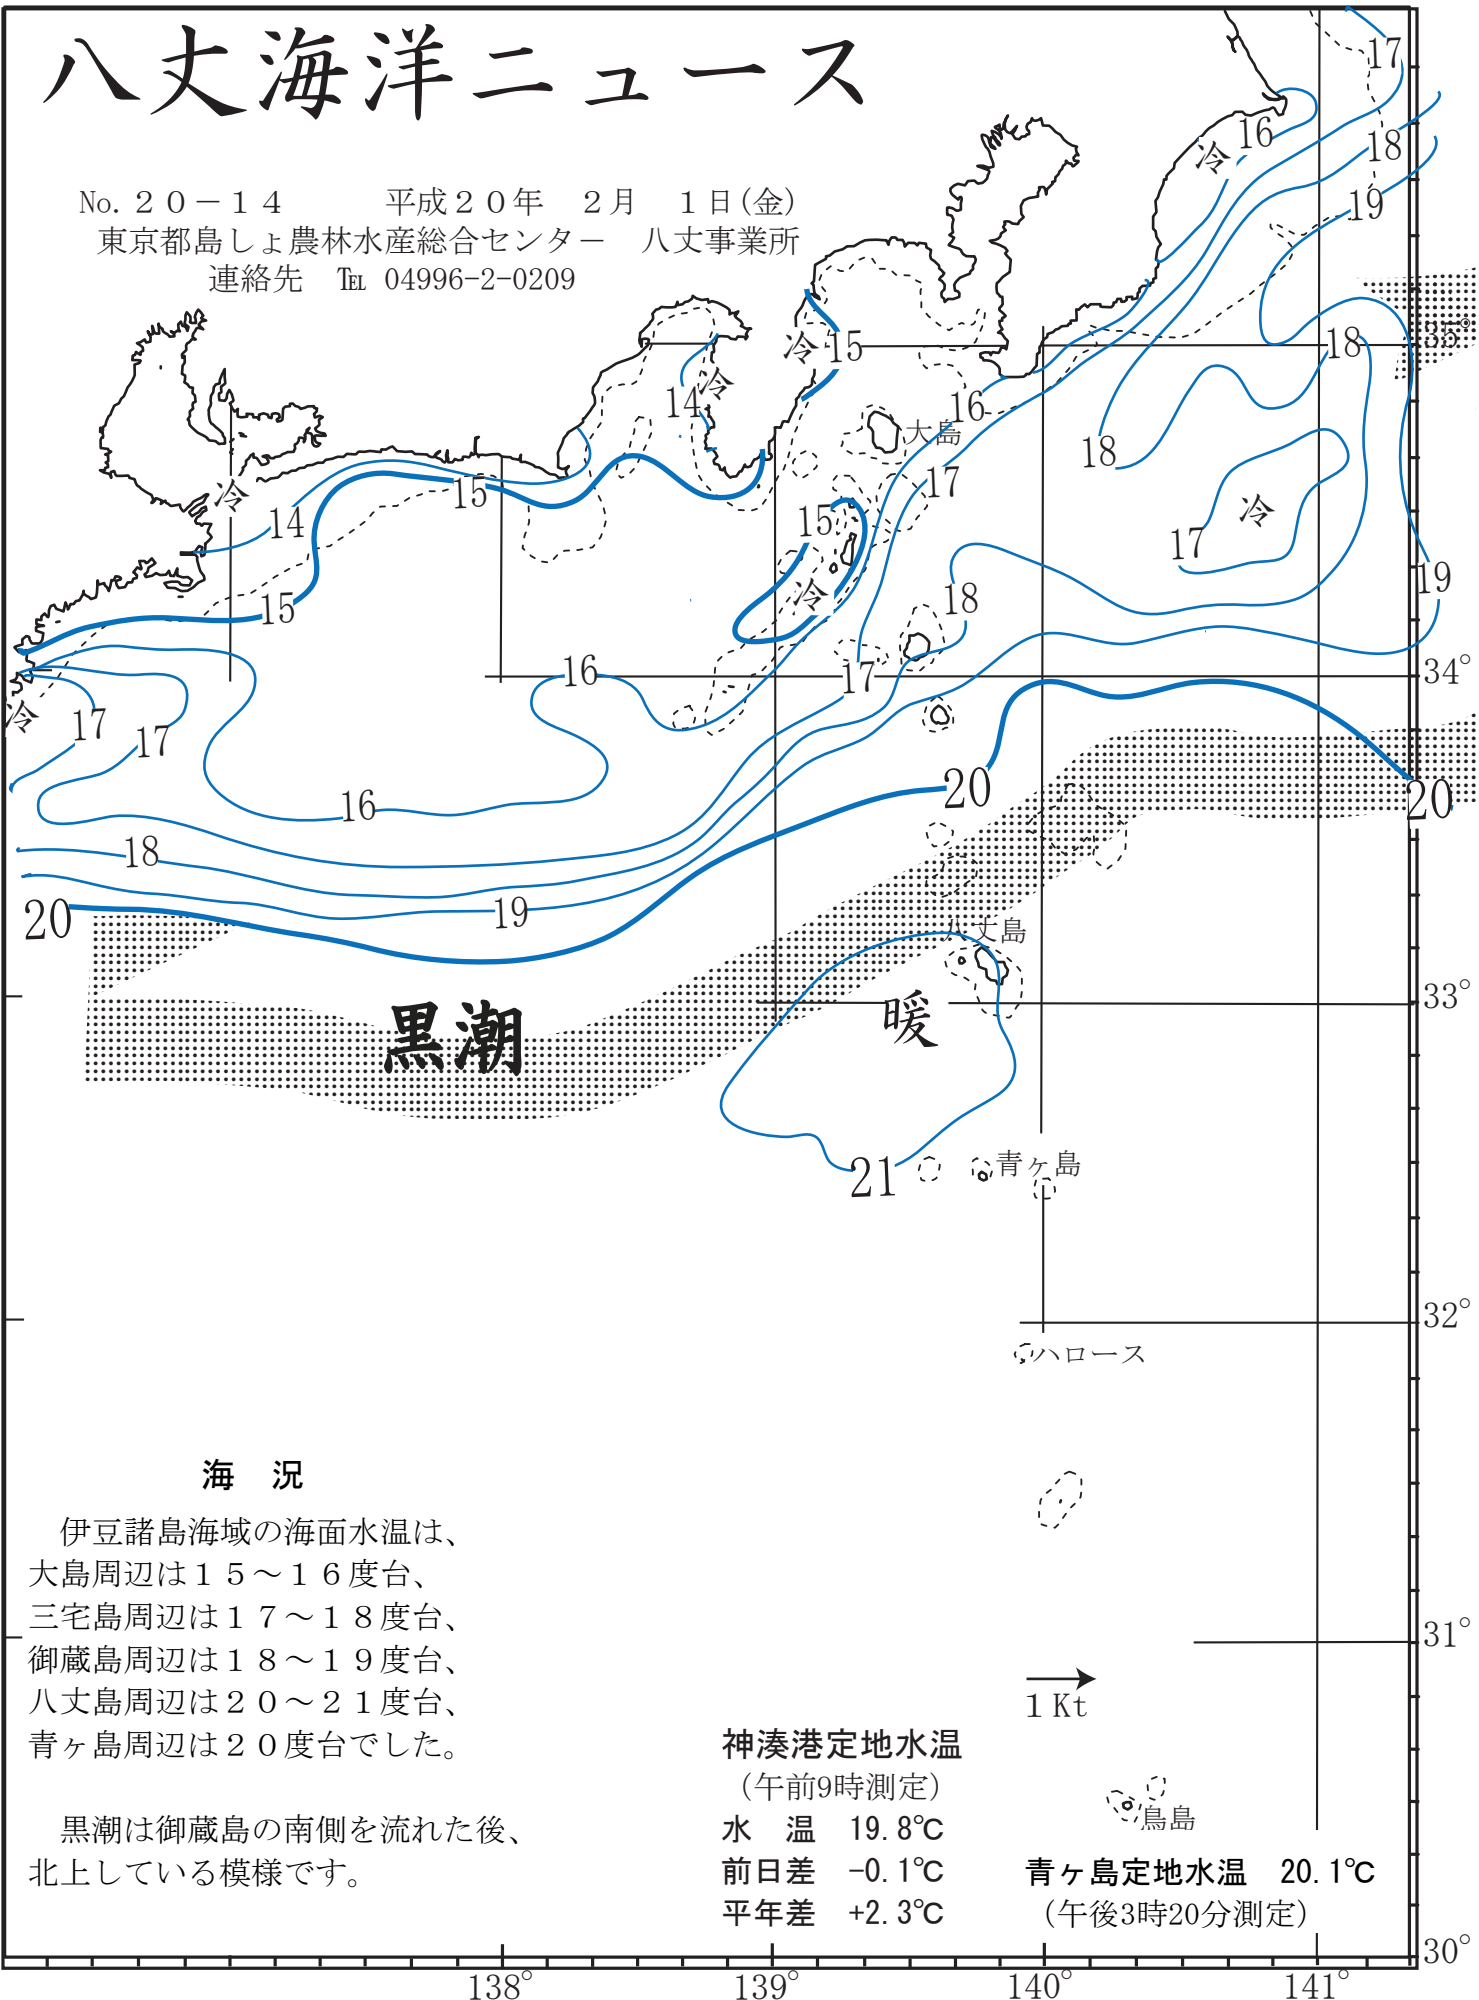 八丈海洋ニュース
No.２０－１４　　　平成２０年　２月　１日(金)
東京都島しょ農林水産総合センター　八丈事業所
連絡先　℡ 04996-2-0209
17
16
冷
18
19
35°
冷
15
18
冷
14
16
大島
18
17
15
冷
冷
14
15
17
19
冷
18
15
34°
16
17
冷
17
17
20
20
16
18
19
20
八丈島
33°
暖
黒潮
21
青ヶ島
32°
ハロース
海　況
伊豆諸島海域の海面水温は、
大島周辺は１５～１６度台、
三宅島周辺は１７～１８度台、
御蔵島周辺は１８～１９度台、
八丈島周辺は２０～２１度台、
青ヶ島周辺は２０度台でした。
黒潮は御蔵島の南側を流れた後、
北上している模様です。
31°
1 Kt
神湊港定地水温
（午前9時測定）
水　温　19.8℃
前日差　-0.1℃
平年差　+2.3℃
鳥島
青ヶ島定地水温　20.1℃
（午後3時20分測定）
30°
138°
139°
140°
141°